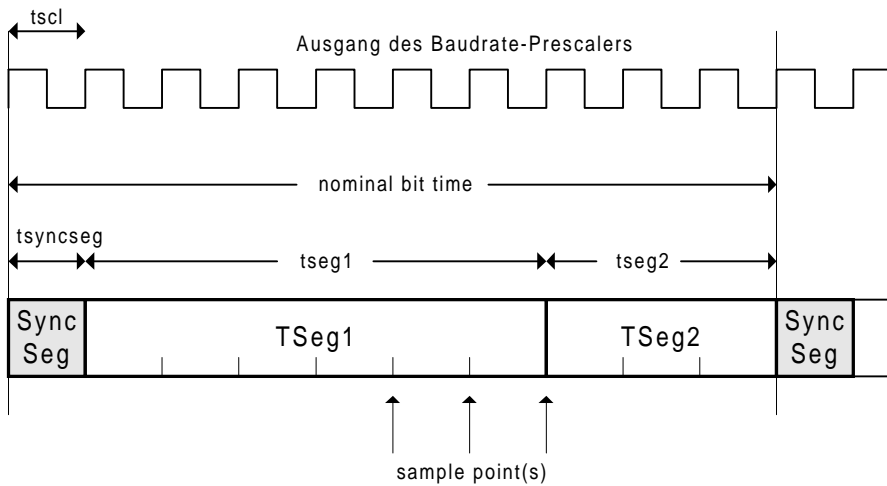 tscl
Ausgang des Baudrate-Prescalers
nominal bit time
tsyncseg
tseg1
tseg2
Sync
Seg
TSeg1
TSeg2
Sync
Seg
sample point(s)